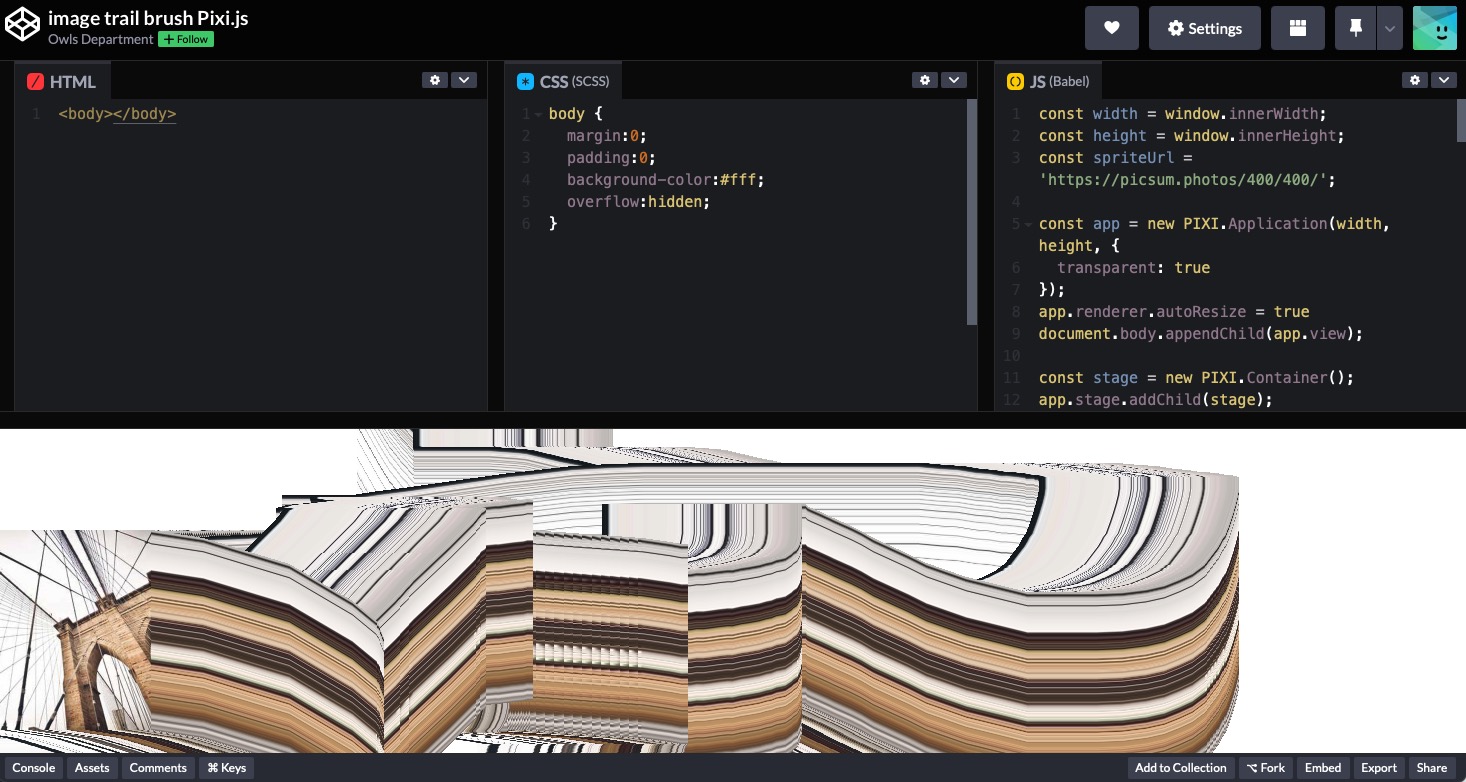 image trail brush Pixi.js
Owls Department + Follow
Settings
/ HTML
* CSS (SCSS)
() JS (Babel)
1 <body></body>
1 body {
2 margin:0;
3 padding:0;
4 background-color:#fff;
5 overflow:hidden;
6 }
1 const width = window.innerWidth;
2 const height = window.innerHeight;
3 const spriteUrl =
'https://picsum.photos/400/400/';
4
5 const app = new PIXI.Application(width,
height, {
6 transparent: true
7 });
8 app.renderer.autoResize = true
9 document.body.appendChild(app.view);
10
11 const stage = new PIXI.Container();
12 app.stage.addChild(stage);
Console Assets Comments ⌘ Keys Add to Collection ⌥ Fork Embed Export Share